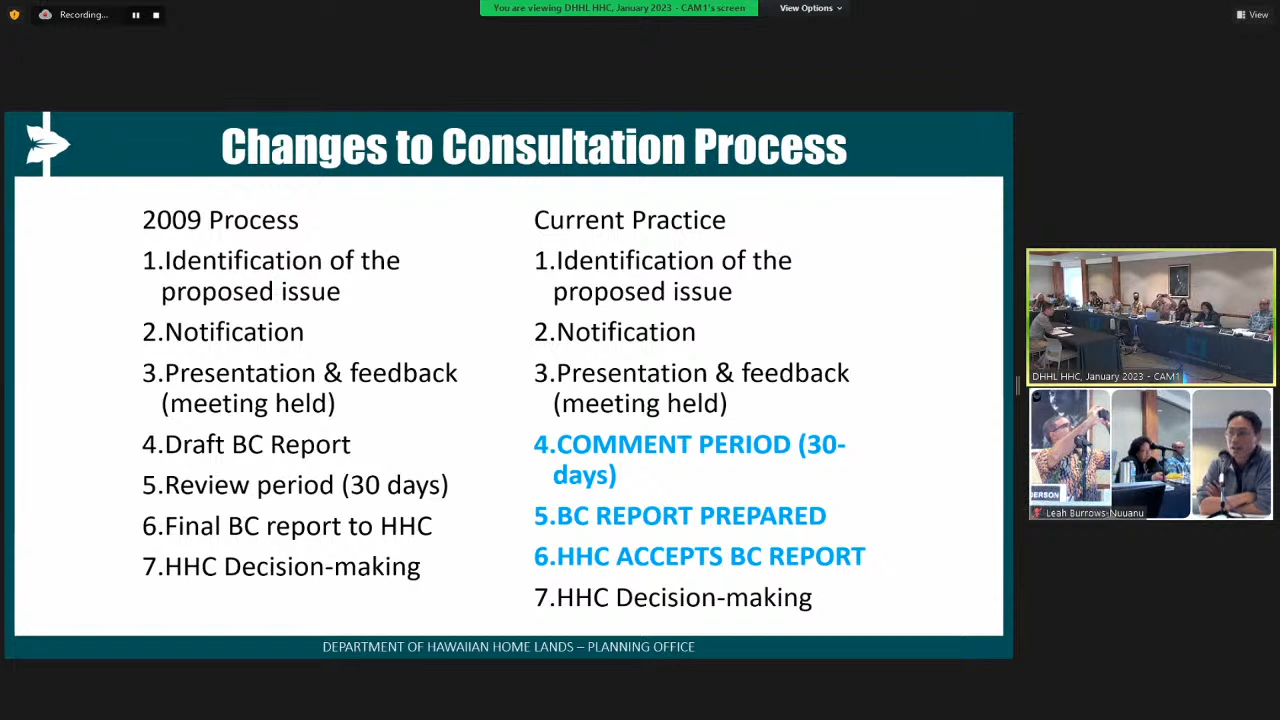 Recording...
You are viewing DHHL HHC, January 2023 - CAM1's screen
View Options
View
Changes to Consultation Process
2009 Process
1.Identification of the
proposed issue
2.Notification
3.Presentation & feedback
(meeting held)
4.Draft BC Report
5.Review period (30 days)
6.Final BC report to HHC
7.HHC Decision-making
Current Practice
1.Identification of the
proposed issue
2.Notification
3.Presentation & feedback
(meeting held)
4.COMMENT PERIOD (30-
days)
5.BC REPORT PREPARED
6.HHC ACCEPTS BC REPORT
7.HHC Decision-making
DEPARTMENT OF HAWAIIAN HOME LANDS – PLANNING OFFICE
DHHL HHC, January 2023 - CAM1
DERSON
Leah Burrows-Nuuanu